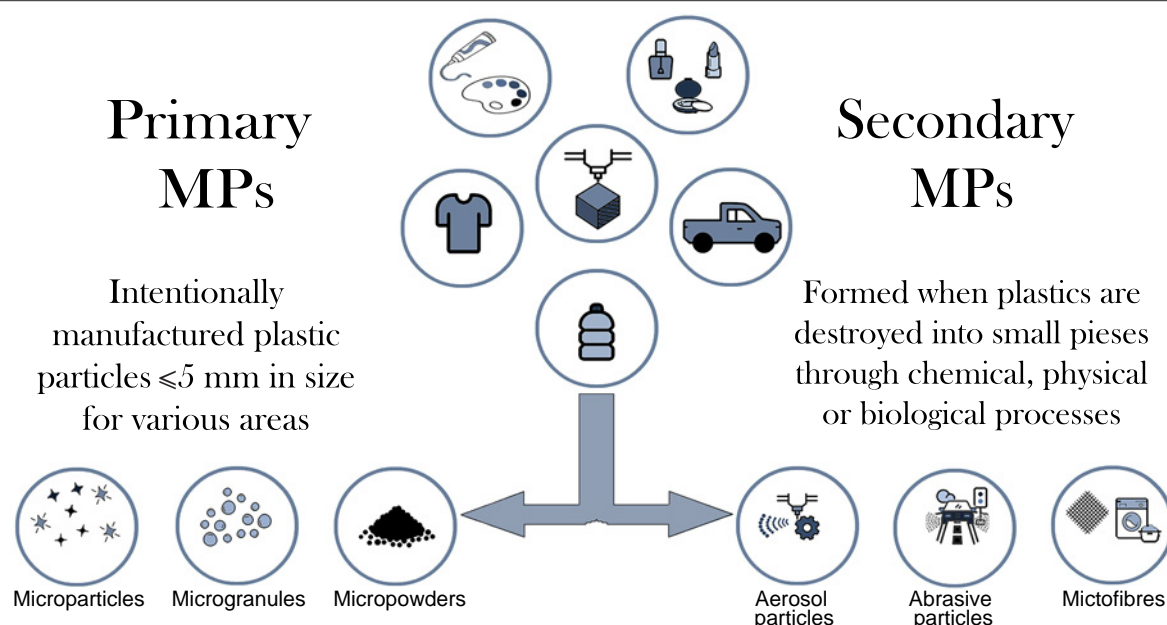 Primary
MPs
Intentionally
manufactured plastic
particles ⩽5 mm in size
for various areas
Secondary
MPs
Formed when plastics are
destroyed into small pieses
through chemical, physical
or biological processes
Microparticles
Microgranules
Micropowders
Aerosol
particles
Abrasive
particles
Mictofibres